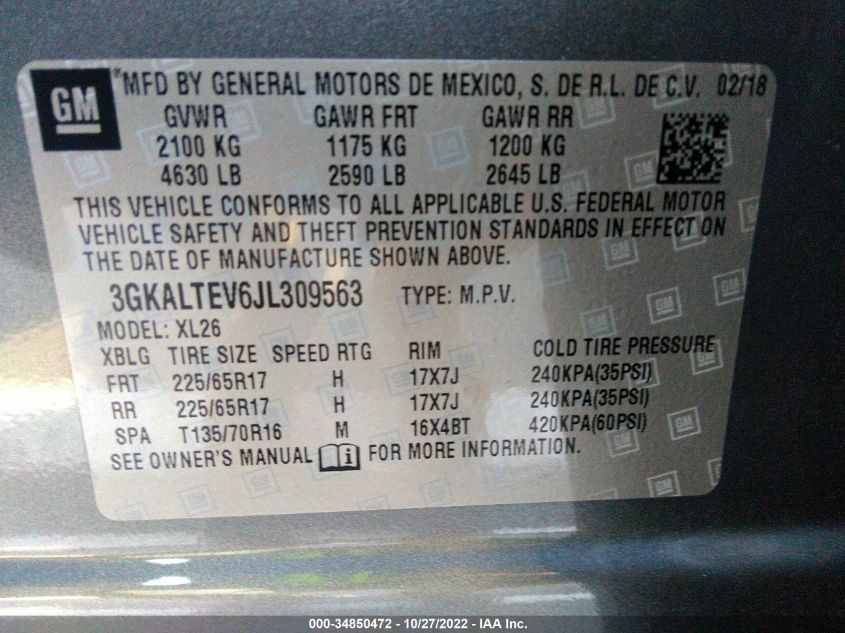 GM
*MFD BY GENERAL MOTORS DE MEXICO, S. DE R.L. DE C.V. 02/18
GVWR GAWR FRT GAWR RR
2100 KG 1175 KG 1200 KG
4630 LB 2590 LB 2645 LB
THIS VEHICLE CONFORMS TO ALL APPLICABLE U.S. FEDERAL MOTOR
VEHICLE SAFETY AND THEFT PREVENTION STANDARDS IN EFFECT ON
THE DATE OF MANUFACTURE SHOWN ABOVE.
3GKALTEV6JL309563 TYPE: M.P.V.
MODEL: XL26
XBLG TIRE SIZE SPEED RTG RIM COLD TIRE PRESSURE
FRT 225/65R17 H 17X7J 240KPA(35PSI)
RR 225/65R17 H 17X7J 240KPA(35PSI)
SPA T135/70R16 M 16X4BT 420KPA(60PSI)
SEE OWNER'S MANUAL i FOR MORE INFORMATION.
000-34850472 - 10/27/2022 - IAA Inc.